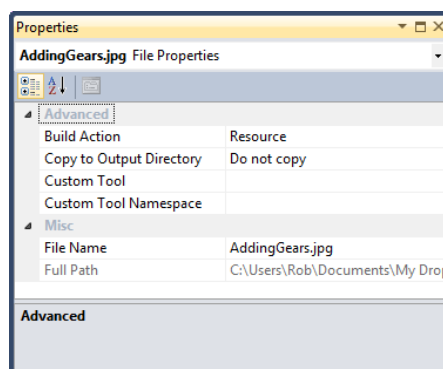 Properties
AddingGears.jpg File Properties
Advanced
Build Action Resource
Copy to Output Directory Do not copy
Custom Tool
Custom Tool Namespace
Misc
File Name AddingGears.jpg
Full Path C:\Users\Rob\Documents\My Dro
Advanced